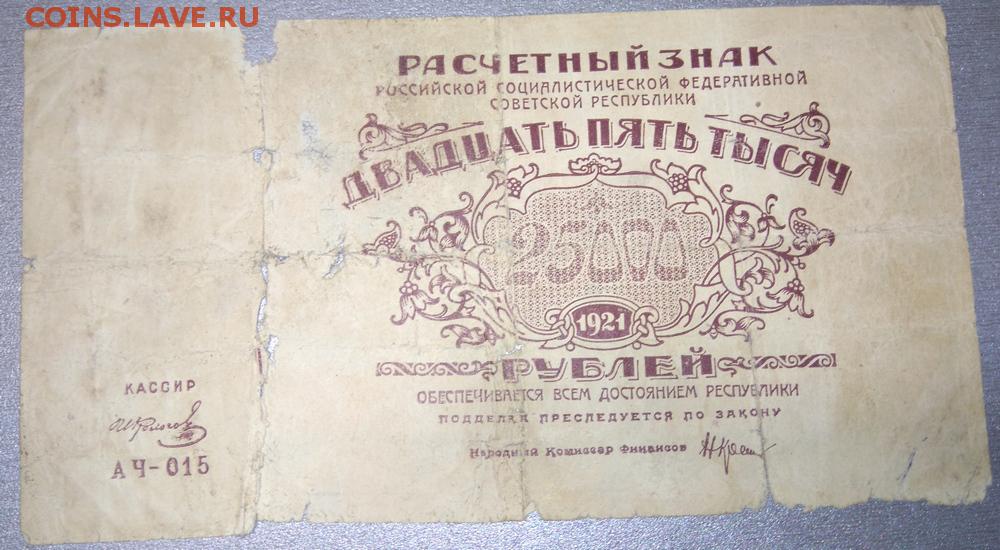 COINS.LAVE.RU
РАСЧЕТНЫЙ ЗНАК
РОССИЙСКОЙ СОЦИАЛИСТИЧЕСКОЙ ФЕДЕРАТИВНОЙ
СОВЕТСКОЙ РЕСПУБЛИКИ
ДВАДЦАТЬ ПЯТЬ ТЫСЯЧ
25000
1921
РУБЛЕЙ
ОБЕСПЕЧИВАЕТСЯ ВСЕМ ДОСТОЯНИЕМ РЕСПУБЛИКИ
ПОДДЕЛКА ПРЕСЛЕДУЕТСЯ ПО ЗАКОНУ
Народный Комиссар Финансов
КАССИР
АЧ-015